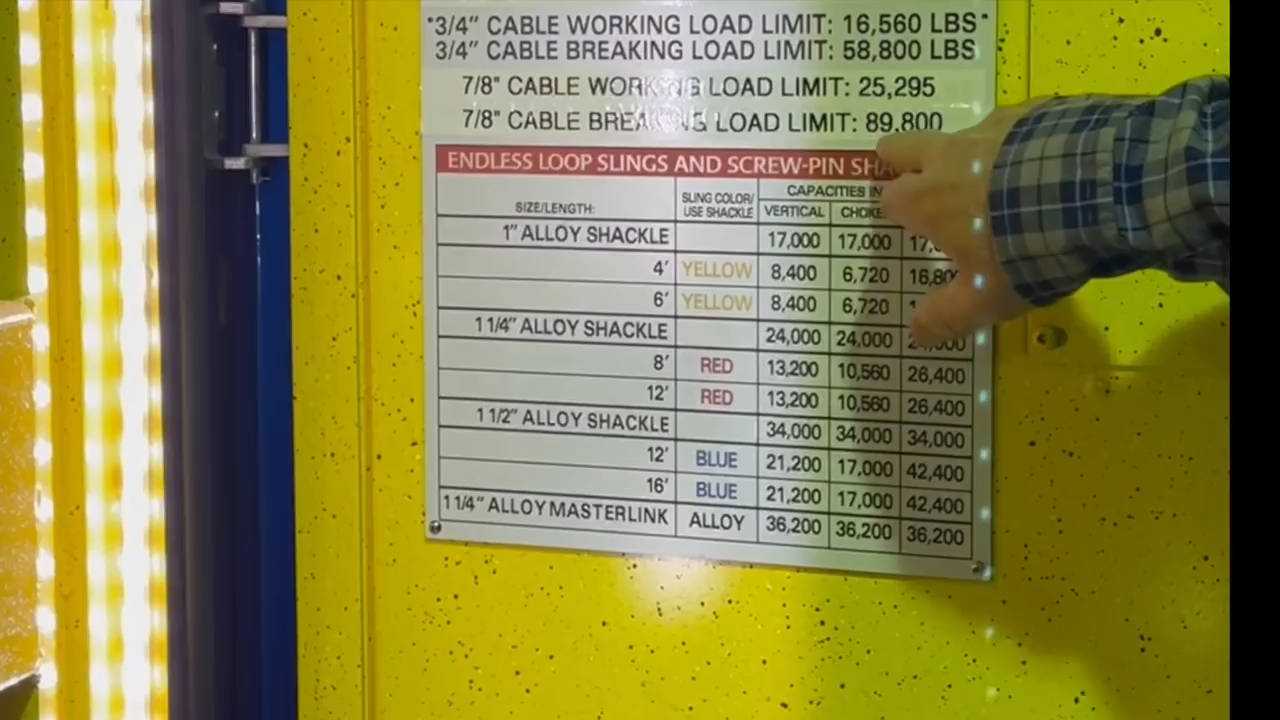 "3/4" CABLE WORKING LOAD LIMIT: 16,560 LBS"
3/4" CABLE BREAKING LOAD LIMIT: 58,800 LBS
7/8" CABLE WORKING LOAD LIMIT: 25,295
7/8" CABLE BREAKING LOAD LIMIT: 89,800
ENDLESS LOOP SLINGS AND SCREW-PIN
SIZE/LENGTH: SLING COLOR/ USE SHACKLE CAPACITIES IN
VERTICAL
1" ALLOY SHACKLE 17,000 17,000
4' YELLOW 8,400 6,720 16,800
6' YELLOW 8,400 6,720
1 1/4" ALLOY SHACKLE 24,000 24,000 24,000
8' RED 13,200 10,560 26,400
12' RED 13,200 10,560 26,400
1 1/2" ALLOY SHACKLE 34,000 34,000 34,000
12' BLUE 21,200 17,000 42,400
16' BLUE 21,200 17,000 42,400
1 1/4" ALLOY MASTERLINK ALLOY 36,200 36,200 36,200